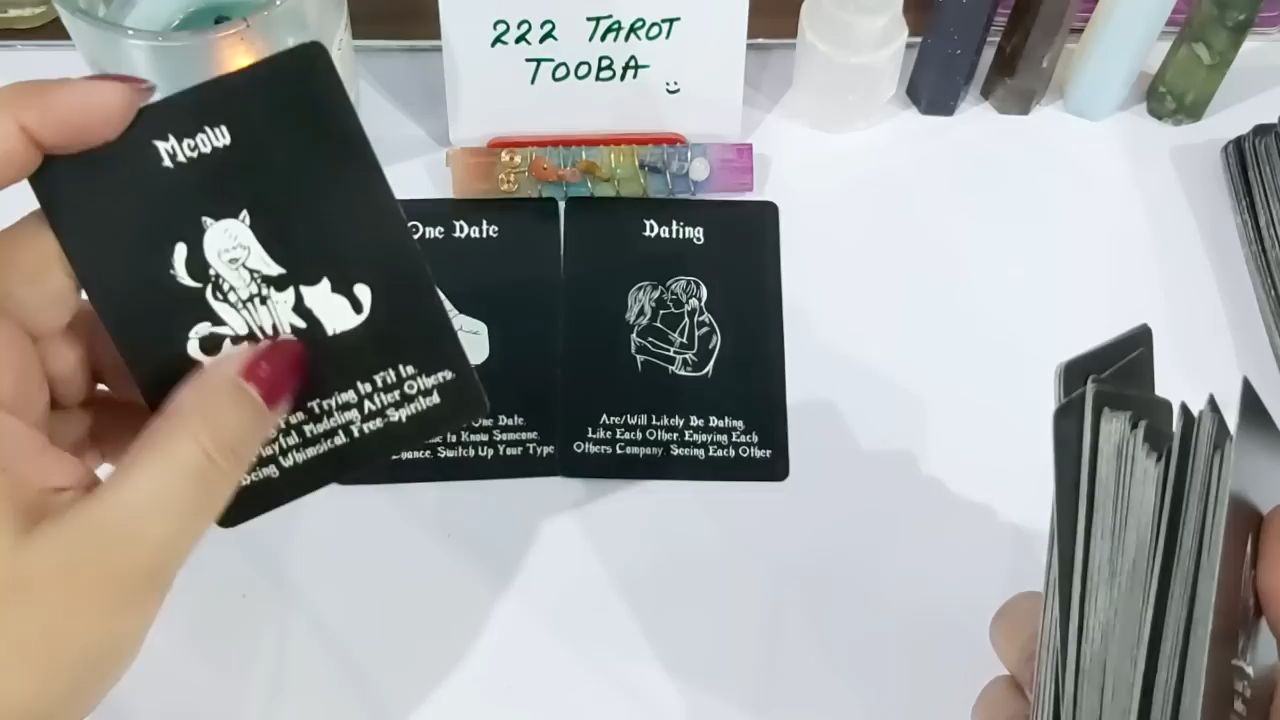 222 TAROT
TOOBA
Meow
Fun, Trying to Fit In,
Modeling After Others,
Being Whimsical, Free-Spirited
One Date
One Date,
to Know Someone,
Switch Up Your Type
Dating
Are/Will Likely Be Dating,
Like Each Other, Enjoying Each
Others Company, Seeing Each Other